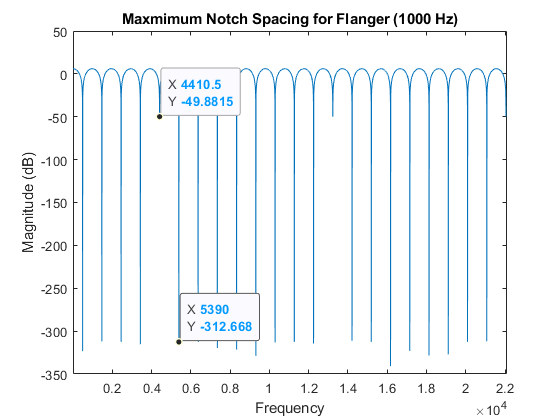 Maxmimum Notch Spacing for Flanger (1000 Hz)
50
0
-50
-100
-150
-200
-250
-300
-350
Magnitude (dB)
X 4410.5
Y -49.8815
X 5390
Y -312.668
0.2 0.4 0.6 0.8 1 1.2 1.4 1.6 1.8 2 2.2
Frequency
× 10^4